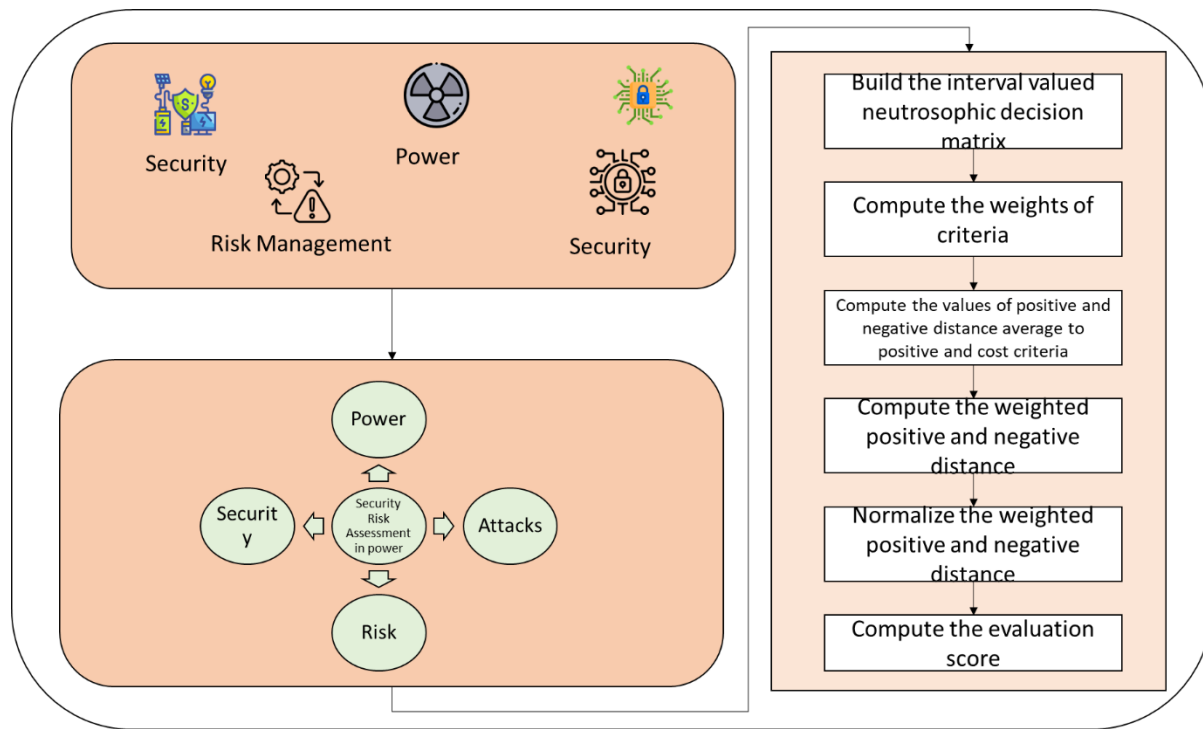 Security
Power
Risk Management
Security
Power
Securit
y
Security
Risk
Assessment
in power
Attacks
Risk
Build the interval valued
neutrosophic decision
matrix
Compute the weights of
criteria
Compute the values of positive and
negative distance average to
positive and cost criteria
Compute the weighted
positive and negative
distance
Normalize the weighted
positive and negative
distance
Compute the evaluation
score